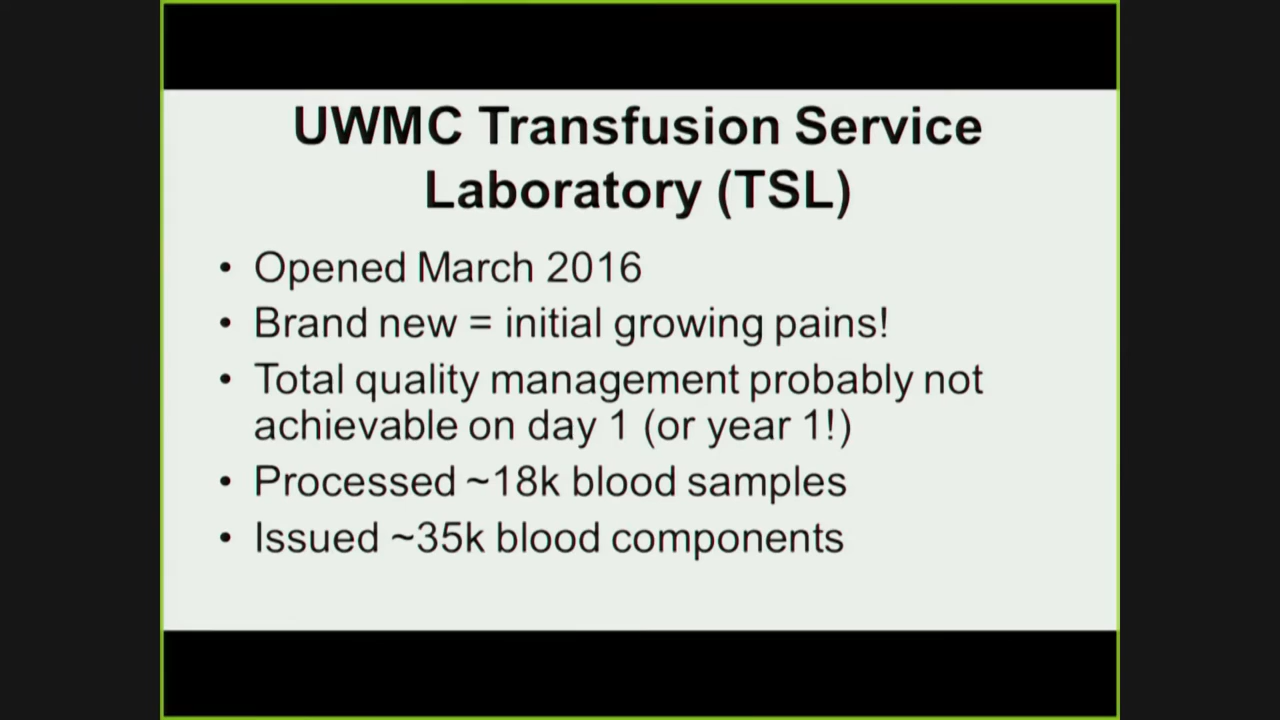 UWMC Transfusion Service
Laboratory (TSL)
• Opened March 2016
• Brand new = initial growing pains!
• Total quality management probably not
achievable on day 1 (or year 1!)
• Processed ~18k blood samples
• Issued ~35k blood components